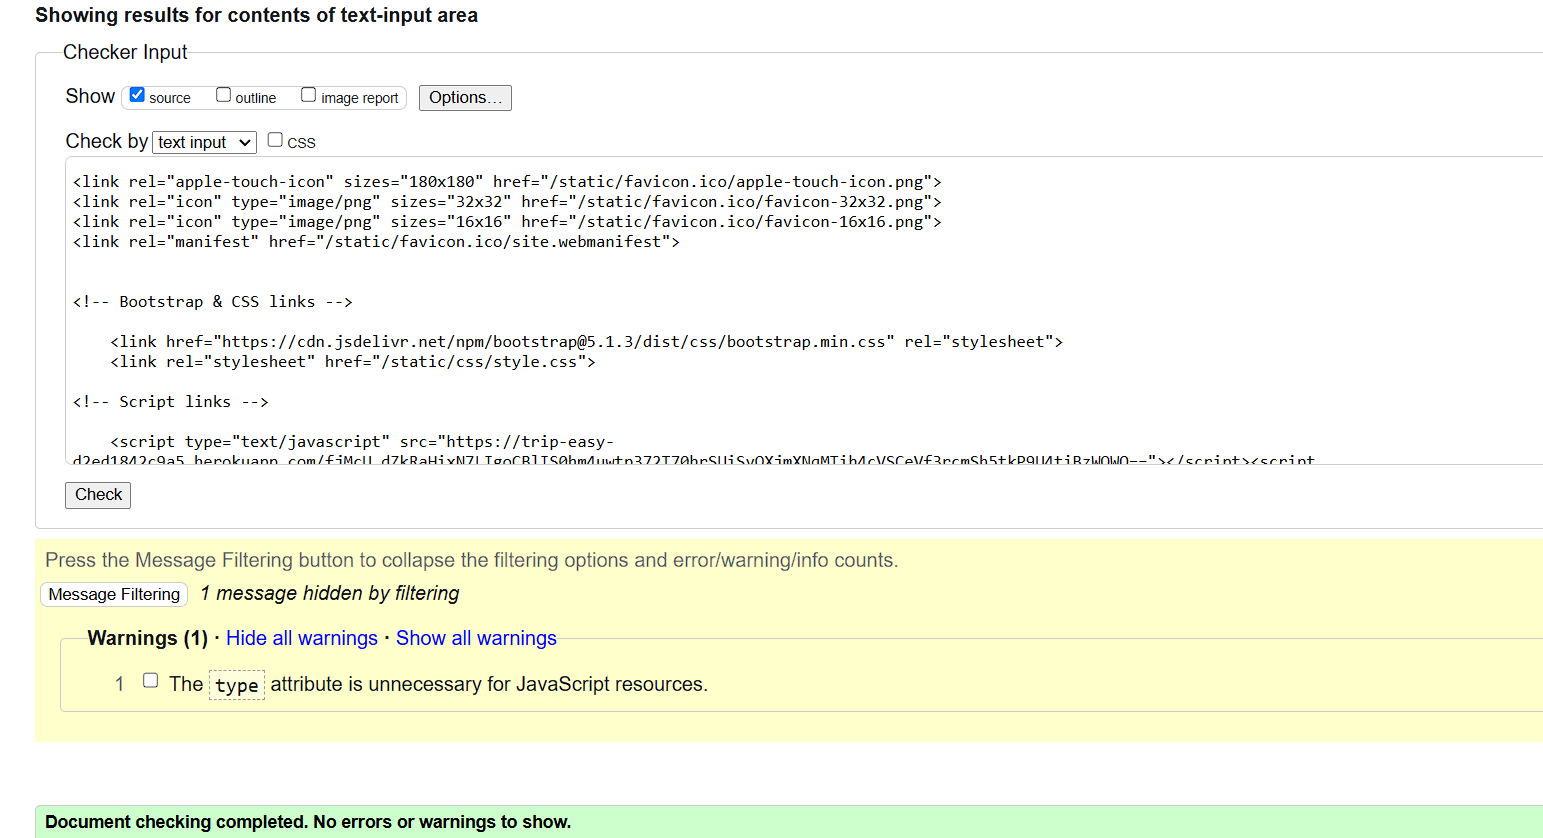 Showing results for contents of text-input area
Checker Input
Show source outline image report Options...
Check by text input CSS
<link rel="apple-touch-icon" sizes="180x180" href="/static/favicon.ico/apple-touch-icon.png">
<link rel="icon" type="image/png" sizes="32x32" href="/static/favicon.ico/favicon-32x32.png">
<link rel="icon" type="image/png" sizes="16x16" href="/static/favicon.ico/favicon-16x16.png">
<link rel="manifest" href="/static/favicon.ico/site.webmanifest">
<!-- Bootstrap & CSS links -->
<link href="https://cdn.jsdelivr.net/npm/bootstrap@5.1.3/dist/css/bootstrap.min.css" rel="stylesheet">
<link rel="stylesheet" href="/static/css/style.css">
<!-- Script links -->
<script type="text/javascript" src="https://trip-easy-
></script><script
Check
Press the Message Filtering button to collapse the filtering options and error/warning/info counts.
Message Filtering 1 message hidden by filtering
Warnings (1) · Hide all warnings · Show all warnings
1 The type attribute is unnecessary for JavaScript resources.
Document checking completed. No errors or warnings to show.